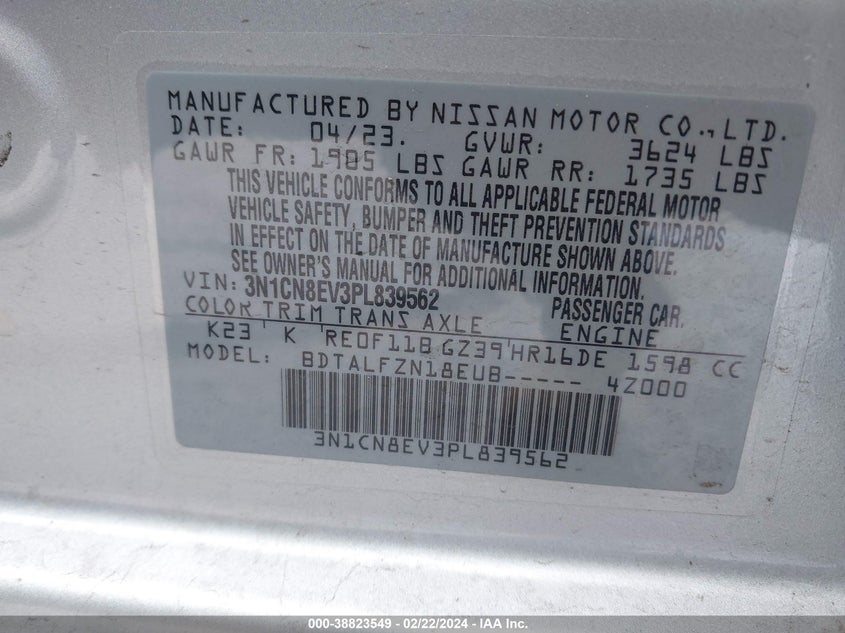 MANUFACTURED BY NISSAN MOTOR CO., LTD.
DATE: 04/23. GVWR: 3624 LBS
GAWR FR: 1985 LBS GAWR RR: 1735 LBS
THIS VEHICLE CONFORMS TO ALL APPLICABLE FEDERAL MOTOR
VEHICLE SAFETY, BUMPER AND THEFT PREVENTION STANDARDS
IN EFFECT ON THE DATE OF MANUFACTURE SHOWN ABOVE.
SEE OWNER'S MANUAL FOR ADDITIONAL INFORMATION.
VIN: 3N1CN8EV3PL839562 PASSENGER CAR.
COLOR TRIM TRANS AXLE ENGINE
K23 ' K ' RE0F11B GZ39'HR16DE 1598 CC
MODEL: BDTALFZN18EUB----- 4Z000
3N1CN8EV3PL839562
000-38823549 - 02/22/2024 - IAA Inc.